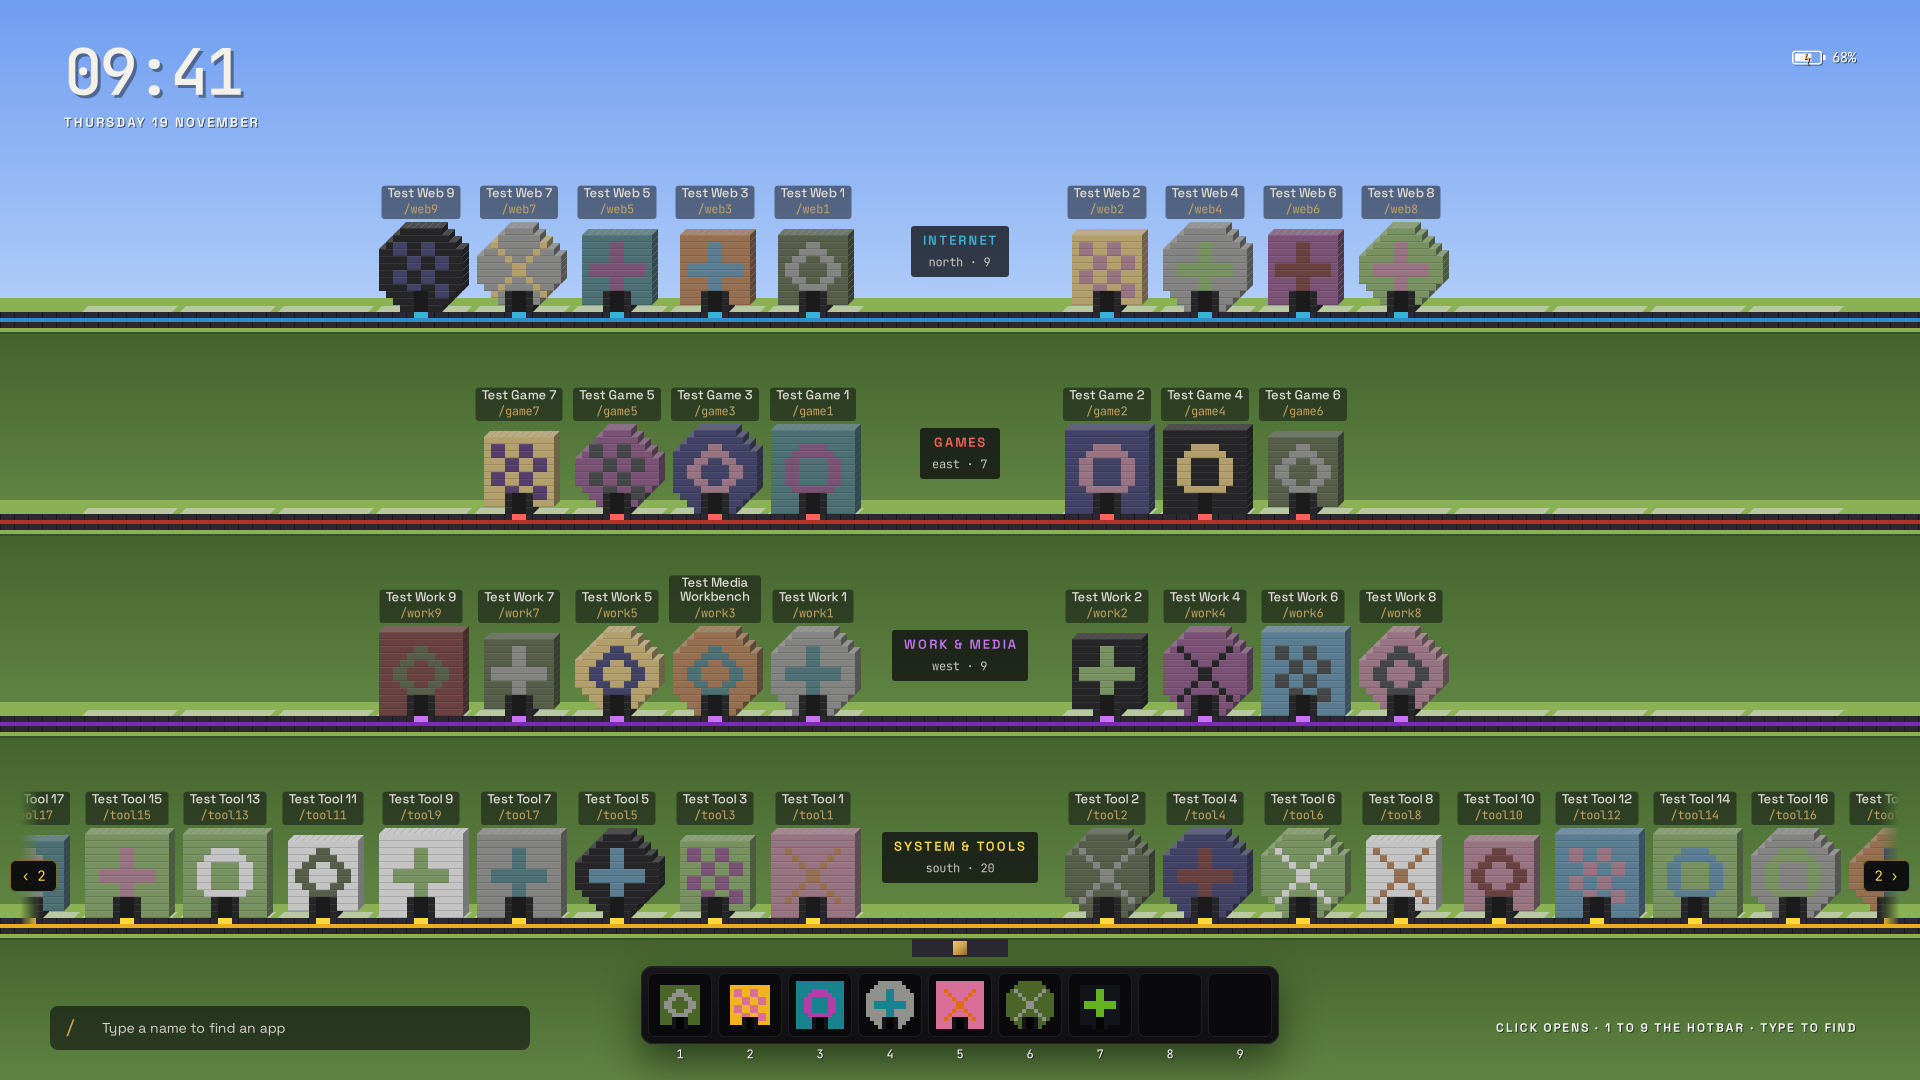 09:41
THURSDAY 19 NOVEMBER
68%
Test Web 9
/web9
Test Web 7
/web7
Test Web 5
/web5
Test Web 3
/web3
Test Web 1
/web1
INTERNET
north · 9
Test Web 2
/web2
Test Web 4
/web4
Test Web 6
/web6
Test Web 8
/web8
Test Game 7
/game7
Test Game 5
/game5
Test Game 3
/game3
Test Game 1
/game1
GAMES
east · 7
Test Game 2
/game2
Test Game 4
/game4
Test Game 6
/game6
Test Work 9
/work9
Test Work 7
/work7
Test Work 5
/work5
Test Media
Workbench
/work3
Test Work 1
/work1
WORK & MEDIA
west · 9
Test Work 2
/work2
Test Work 4
/work4
Test Work 6
/work6
Test Work 8
/work8
Tool 17
ol17
‹ 2
Test Tool 15
/tool15
Test Tool 13
/tool13
Test Tool 11
/tool11
Test Tool 9
/tool9
Test Tool 7
/tool7
Test Tool 5
/tool5
Test Tool 3
/tool3
Test Tool 1
/tool1
SYSTEM & TOOLS
south · 20
Test Tool 2
/tool2
Test Tool 4
/tool4
Test Tool 6
/tool6
Test Tool 8
/tool8
Test Tool 10
/tool10
Test Tool 12
/tool12
Test Tool 14
/tool14
Test Tool 16
/tool16
Test To
/too
2 ›
/ Type a name to find an app
1 2 3 4 5 6 7 8 9
CLICK OPENS · 1 TO 9 THE HOTBAR · TYPE TO FIND